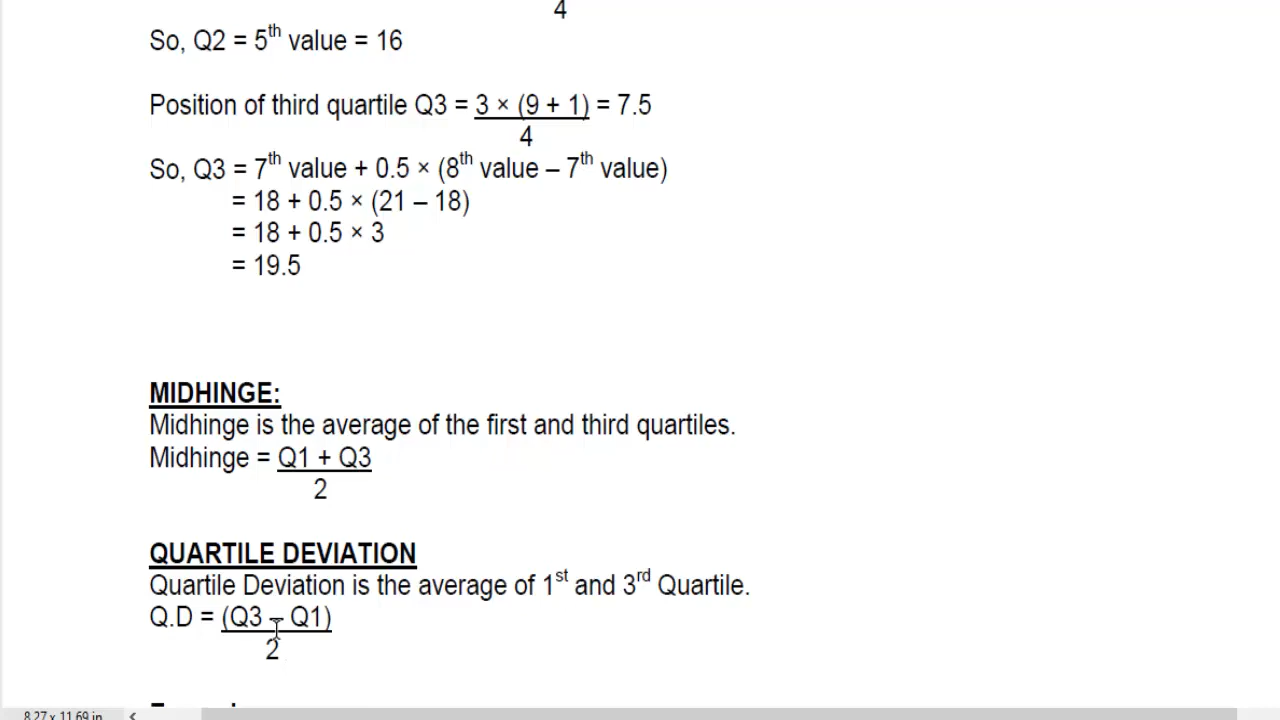 4
So, Q2 = 5th value = 16
Position of third quartile Q3 = 3 × (9 + 1) = 7.5
4
So, Q3 = 7th value + 0.5 × (8th value – 7th value)
= 18 + 0.5 × (21 – 18)
= 18 + 0.5 × 3
= 19.5
MIDHINGE:
Midhinge is the average of the first and third quartiles.
Midhinge = Q1 + Q3
2
QUARTILE DEVIATION
Quartile Deviation is the average of 1st and 3rd Quartile.
Q.D = (Q3 – Q1)
2
8.27 x 11.69 in